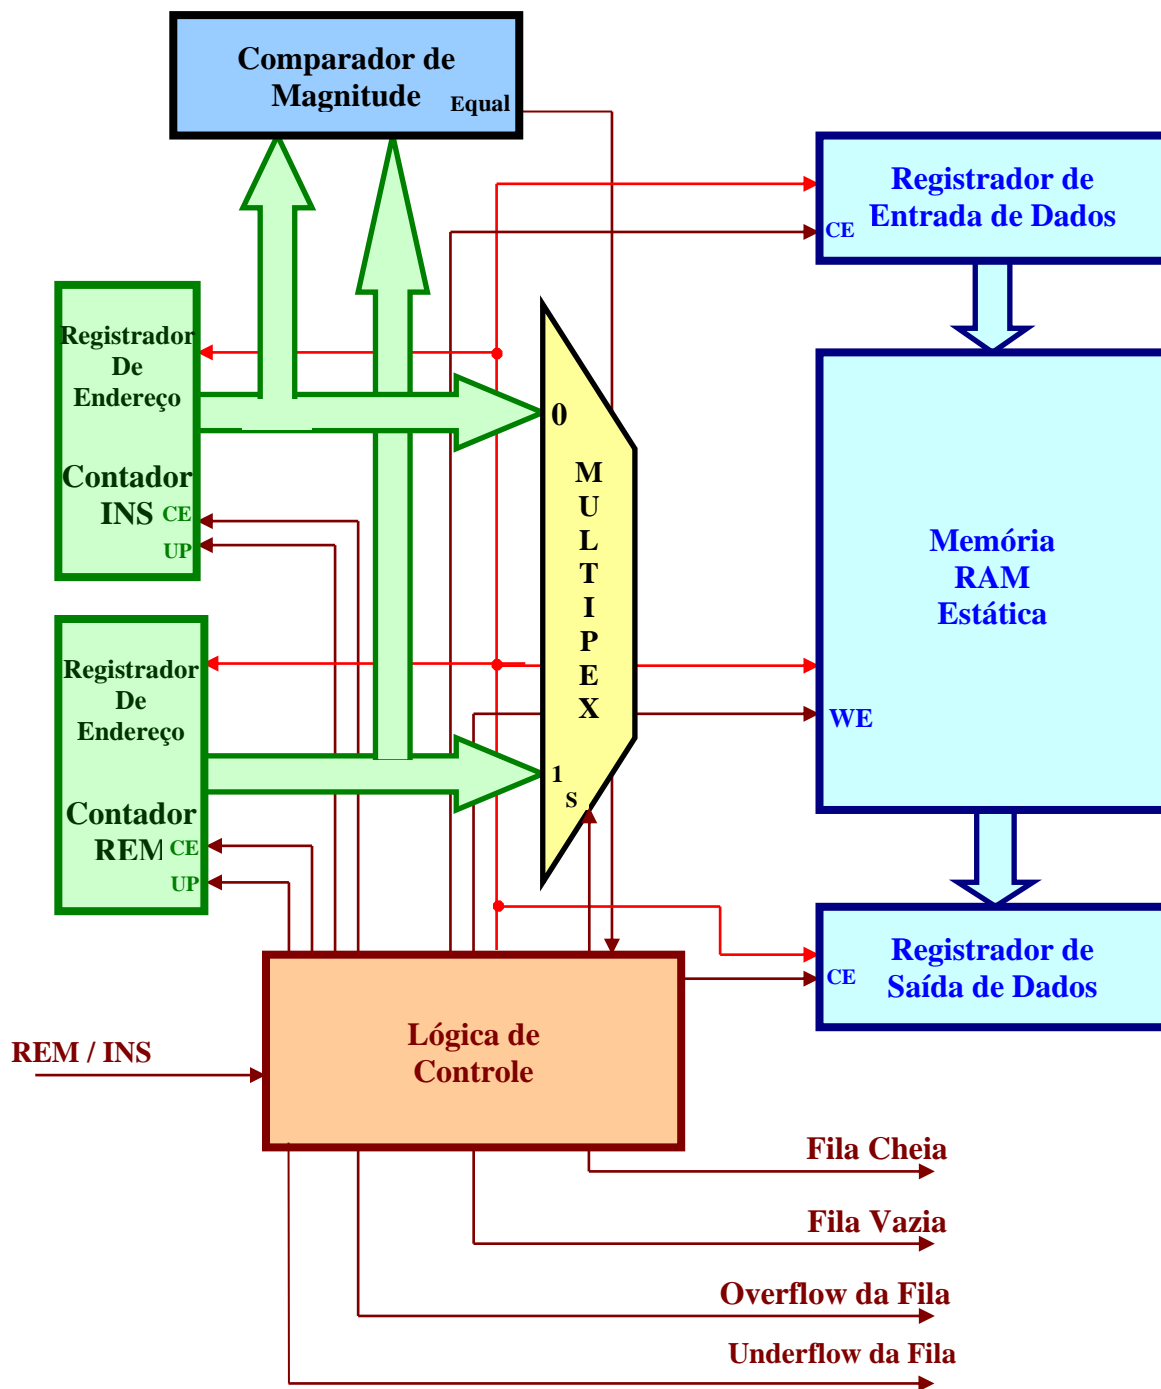 Comparador de
Magnitude
Equal
Registrador de
Entrada de Dados
CE
Registrador
De
Endereço
Contador
INS
CE
UP
0
M
U
L
T
I
P
E
X
1
S
Memória
RAM
Estática
WE
Registrador
De
Endereço
Contador
REM
CE
UP
Registrador de
Saída de Dados
CE
Lógica de
Controle
REM / INS
Fila Cheia
Fila Vazia
Overflow da Fila
Underflow da Fila